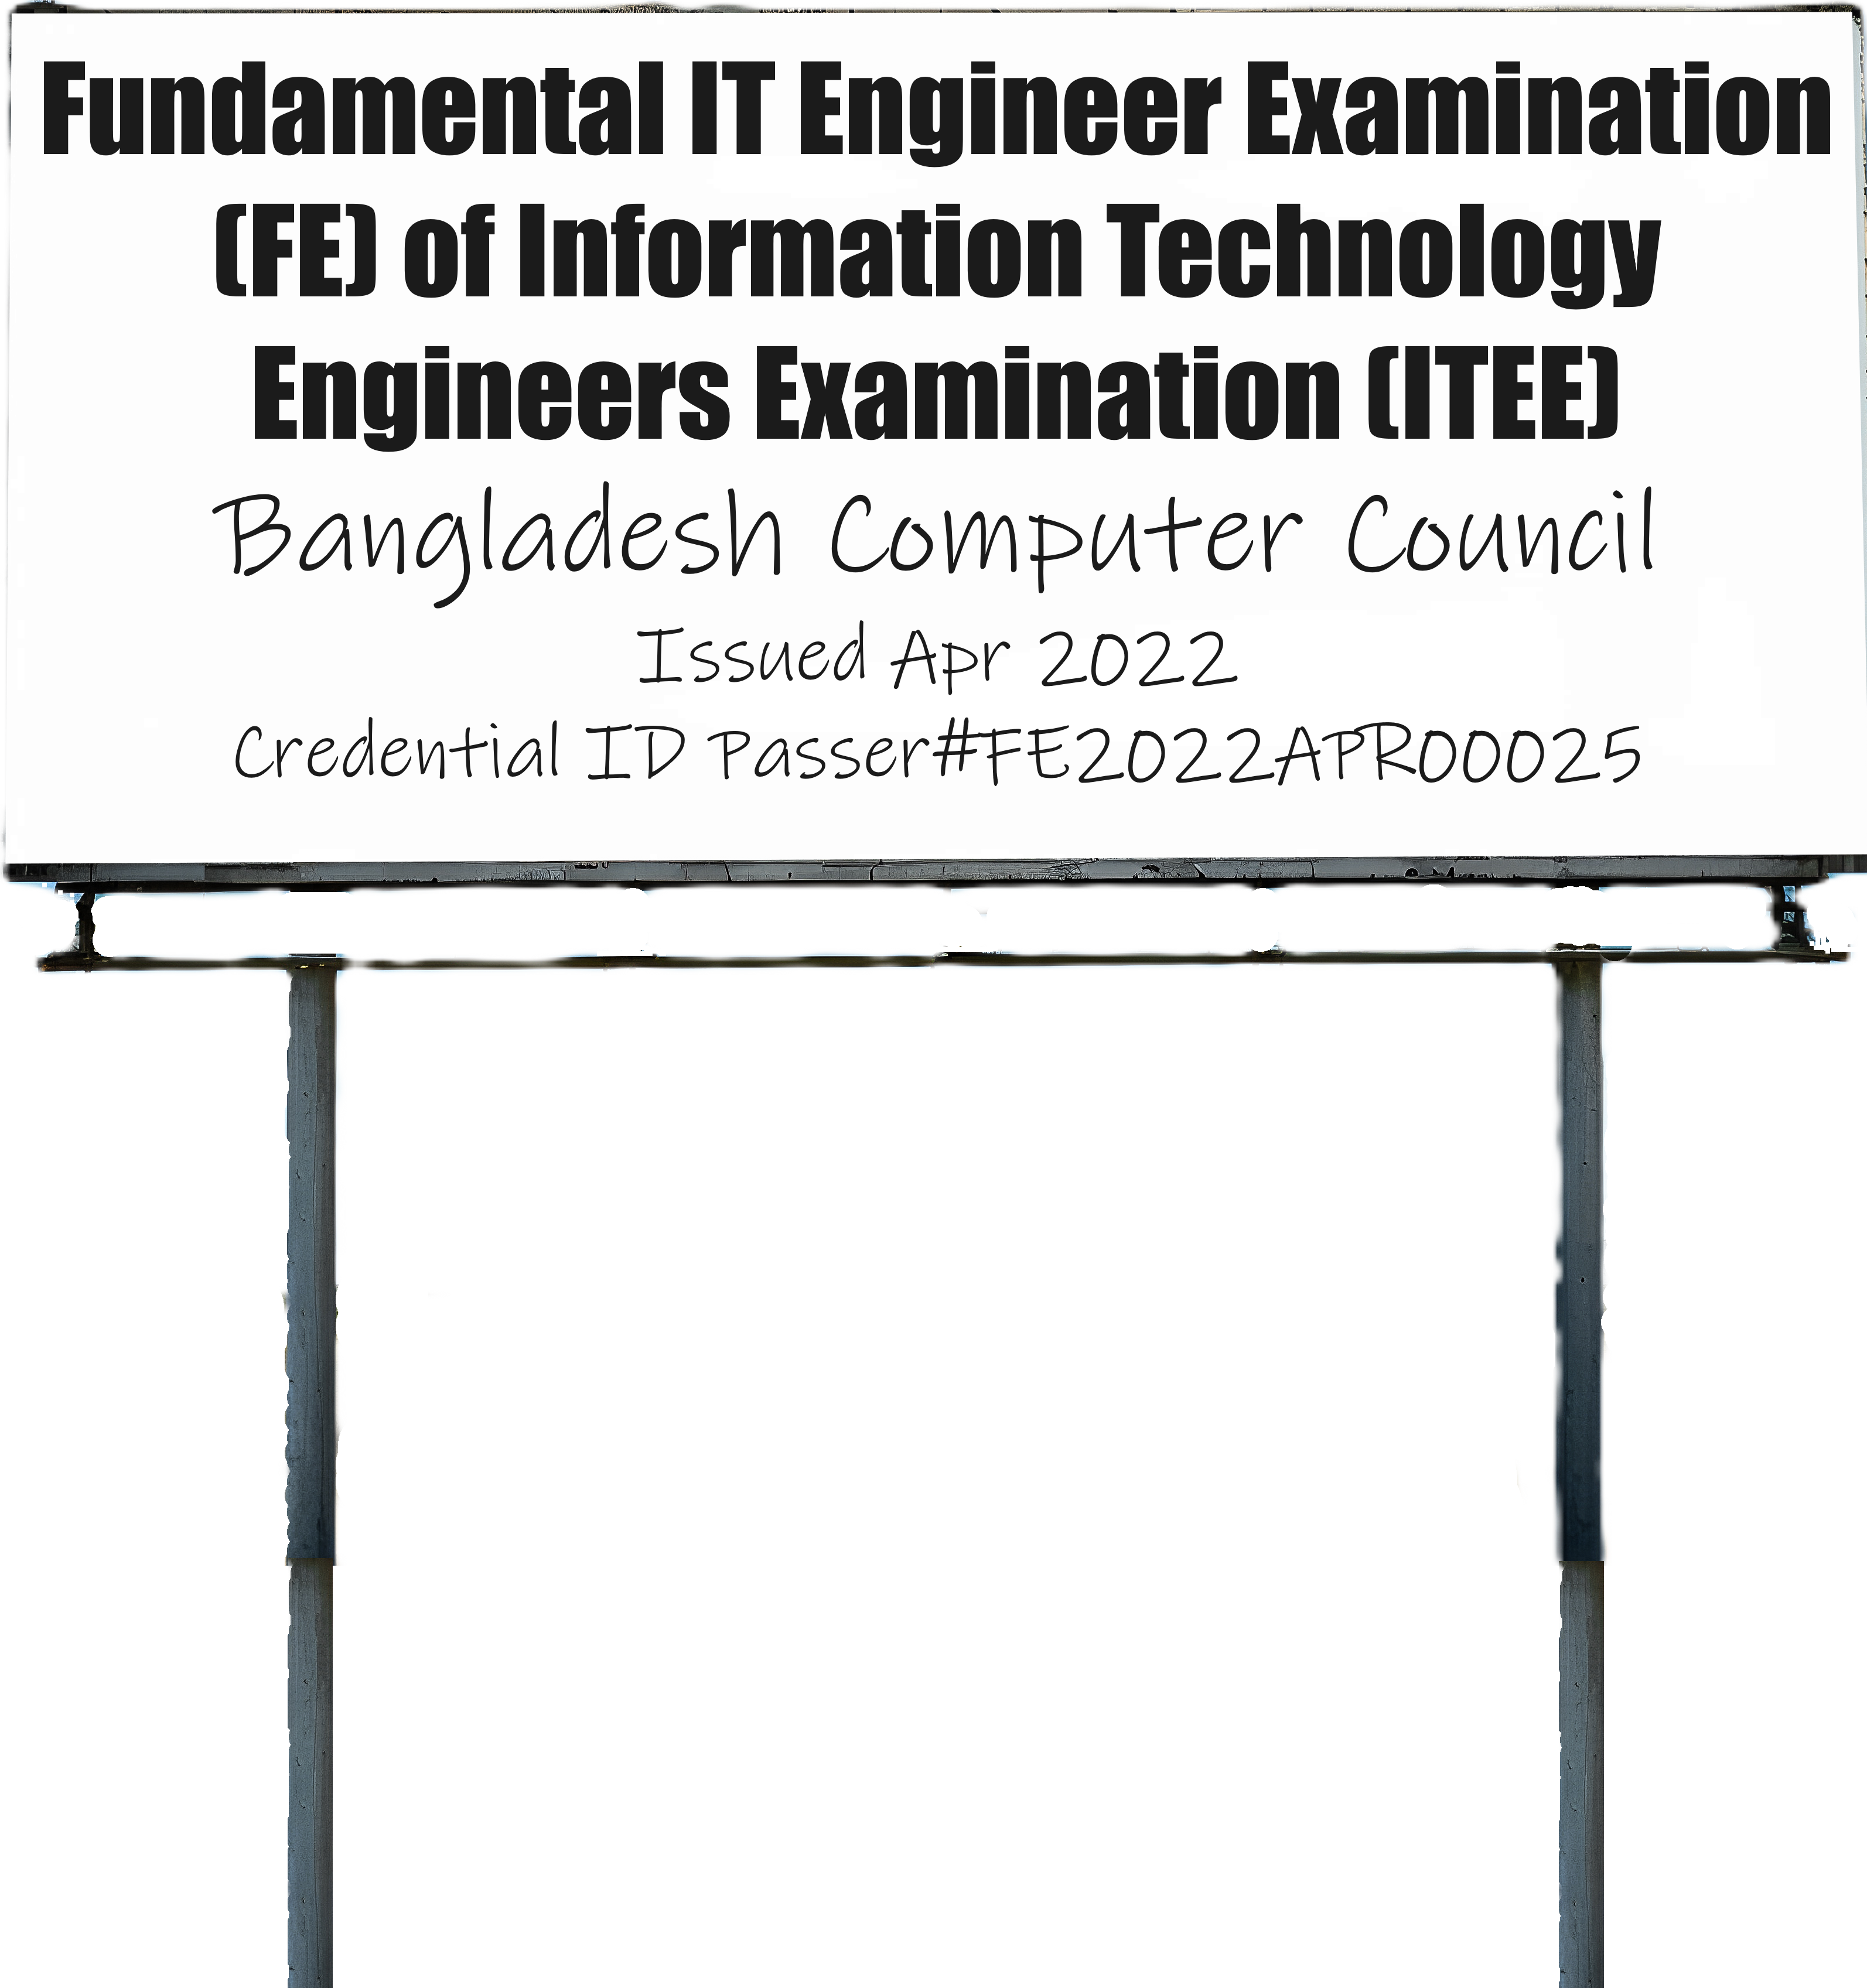 Fundamental IT Engineer Examination
(FE) of Information Technology
Engineers Examination (ITEE)
Bangladesh Computer Council
Issued Apr 2022
Credential ID Passer#FE2022APR00025